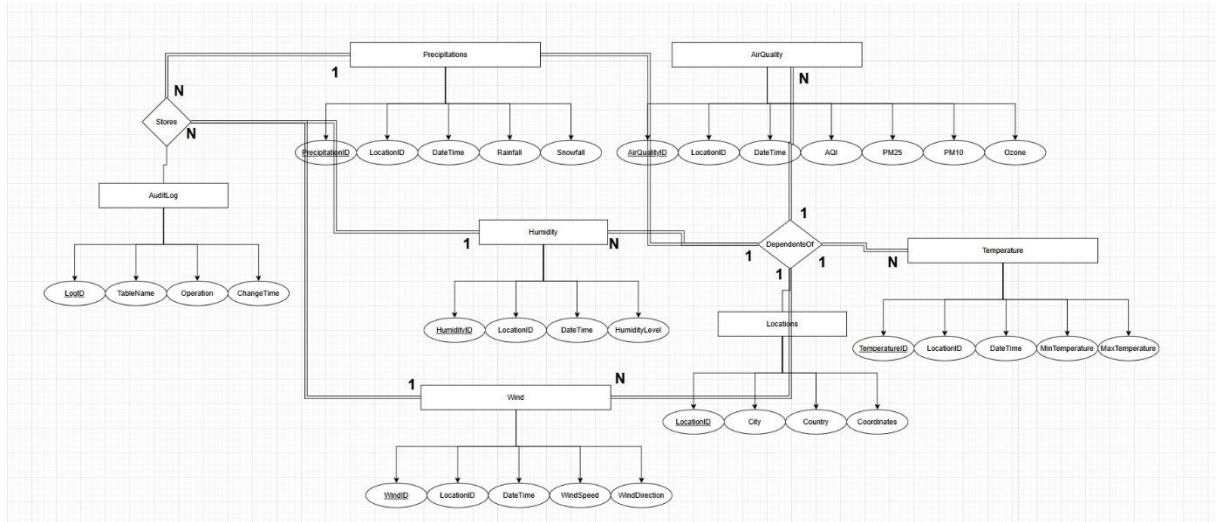 Precipitations
AirQuality
1
N
N
Stores
N
PrecipitationID
LocationID
DateTime
Rainfall
Snowfall
AirQualityID
LocationID
DateTime
AQI
PM25
PM10
Ozone
AuditLog
1
Humidity
N
1
DependentsOf
1
1
1
N
Temperature
LogID
TableName
Operation
ChangeTime
HumidityID
LocationID
DateTime
HumidityLevel
Locations
TemperatureID
LocationID
DateTime
MinTemperature
MaxTemperature
1
Wind
N
LocationID
City
Country
Coordinates
WindID
LocationID
DateTime
WindSpeed
WindDirection